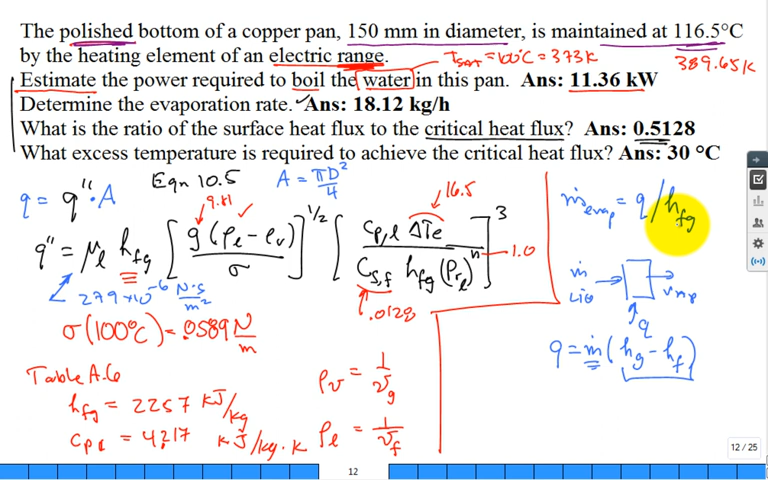 The polished bottom of a copper pan, 150 mm in diameter, is maintained at 116.5°C
by the heating element of an electric range.
Tsat = 100°C = 373K
389.65K
Estimate the power required to boil the water in this pan. Ans: 11.36 kW
Determine the evaporation rate. Ans: 18.12 kg/h
What is the ratio of the surface heat flux to the critical heat flux? Ans: 0.5128
What excess temperature is required to achieve the critical heat flux? Ans: 30 °C
q = q'' · A
Eqn 10.5
A = πD²/4
9.81
16.5
q'' = μℓ hfg [g(ρℓ − ρv)/σ]^1/2 [Cp,ℓ ΔTe / Cs,f hfg (Prℓ)^n]^3
1.0
279 × 10⁻⁶ N·s/m²
.0128
σ(100°C) = .0589 N/m
Table A.6
hfg = 2257 kJ/kg
Cpℓ = 4.217 kJ/kg·K
ρv = 1/vg
ρℓ = 1/vf
ṁevap = q/hfg
ṁ
Liq
vap
q
q = ṁ(hg − hf)
12 / 25
12